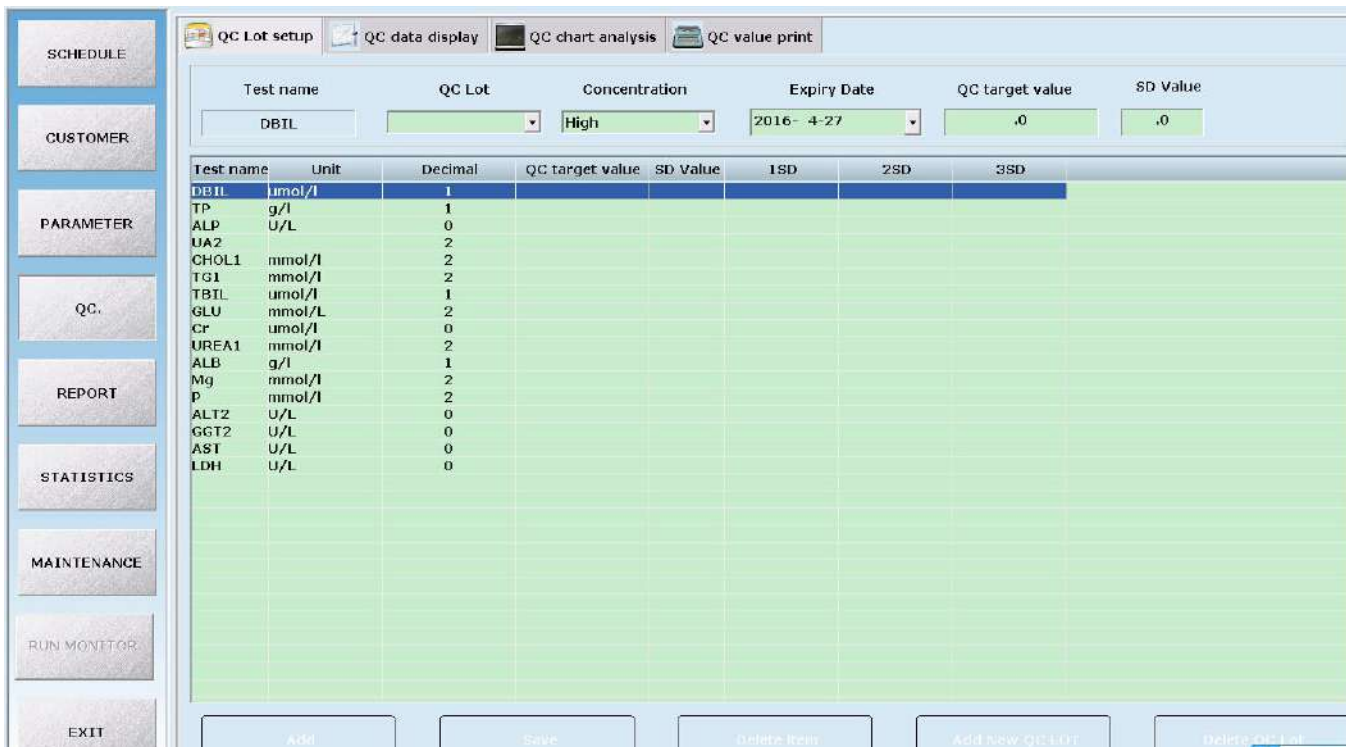 SCHEDULE
CUSTOMER
PARAMETER
QC.
REPORT
STATISTICS
MAINTENANCE
RUN MONITOR
EXIT
QC Lot setup QC data display QC chart analysis QC value print
Test name QC Lot Concentration Expiry Date QC target value SD Value
DBIL High 2016- 4-27 .0 .0
Test name Unit Decimal QC target value SD Value 1SD 2SD 3SD
DBIL umol/l 1
TP g/l 1
ALP U/L 0
UA2 2
CHOL1 mmol/l 2
TG1 mmol/l 2
TBIL umol/l 1
GLU mmol/L 2
Cr umol/l 0
UREA1 mmol/l 2
ALB g/l 1
Mg mmol/l 2
P mmol/l 2
ALT2 U/L 0
GGT2 U/L 0
AST U/L 0
LDH U/L 0
Add Save Delete Item Add New QC LOT Delete QC Lot